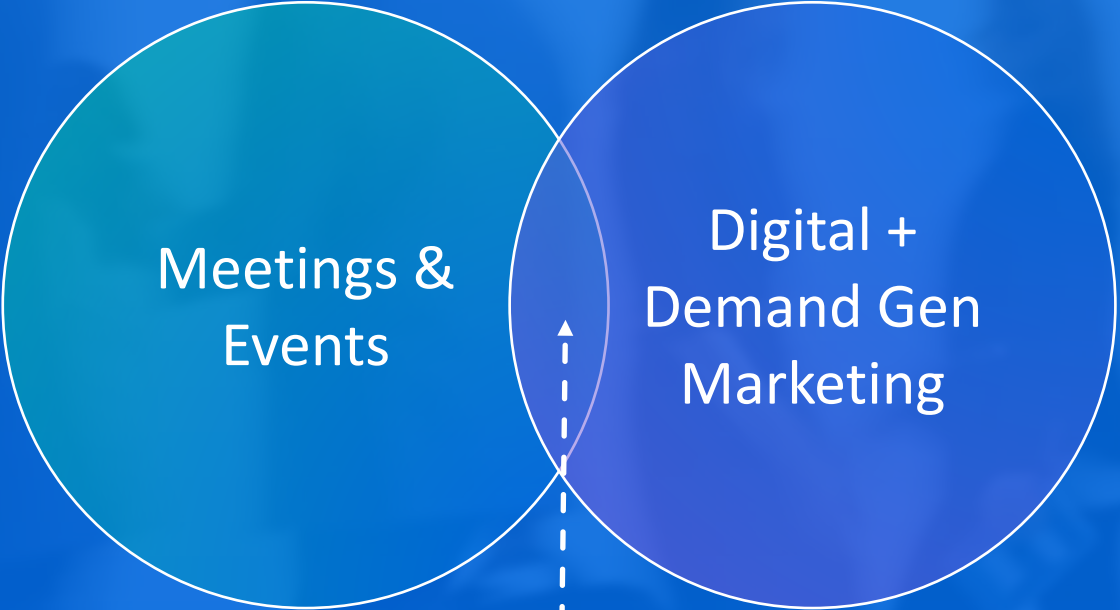 Meetings &
Events
Digital +
Demand Gen
Marketing